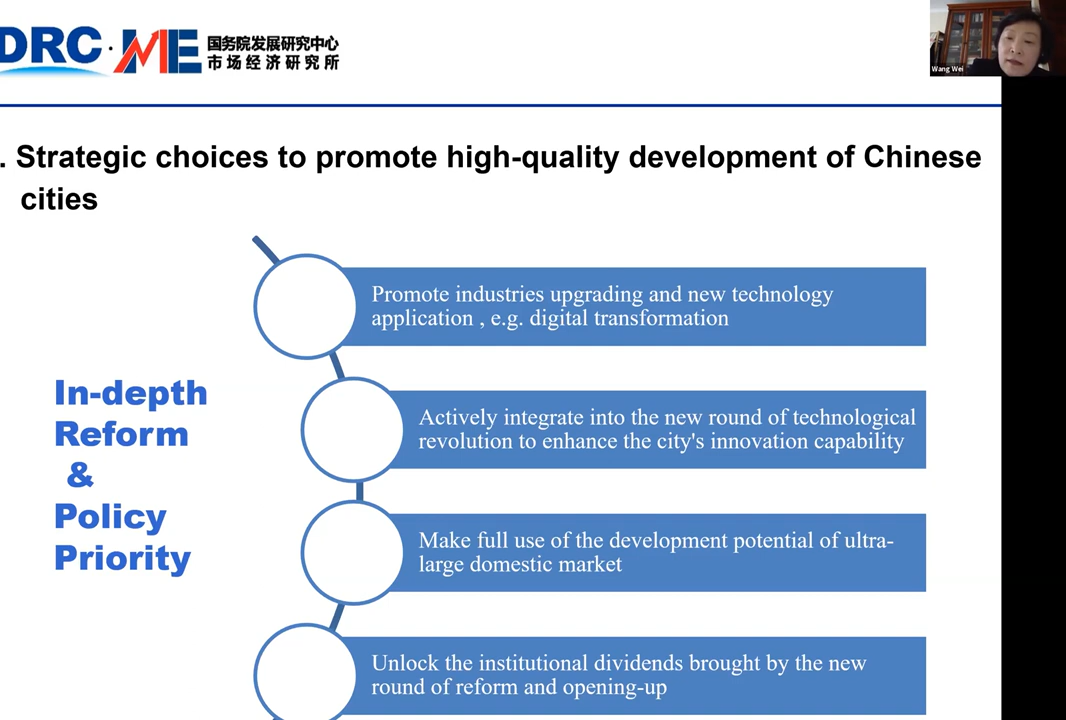 DRC·ME 国务院发展研究中心
市场经济研究所
Wang Wei
. Strategic choices to promote high-quality development of Chinese
cities
Promote industries upgrading and new technology
application , e.g. digital transformation
In-depth
Reform
&
Policy
Priority
Actively integrate into the new round of technological
revolution to enhance the city's innovation capability
Make full use of the development potential of ultra-
large domestic market
Unlock the institutional dividends brought by the new
round of reform and opening-up